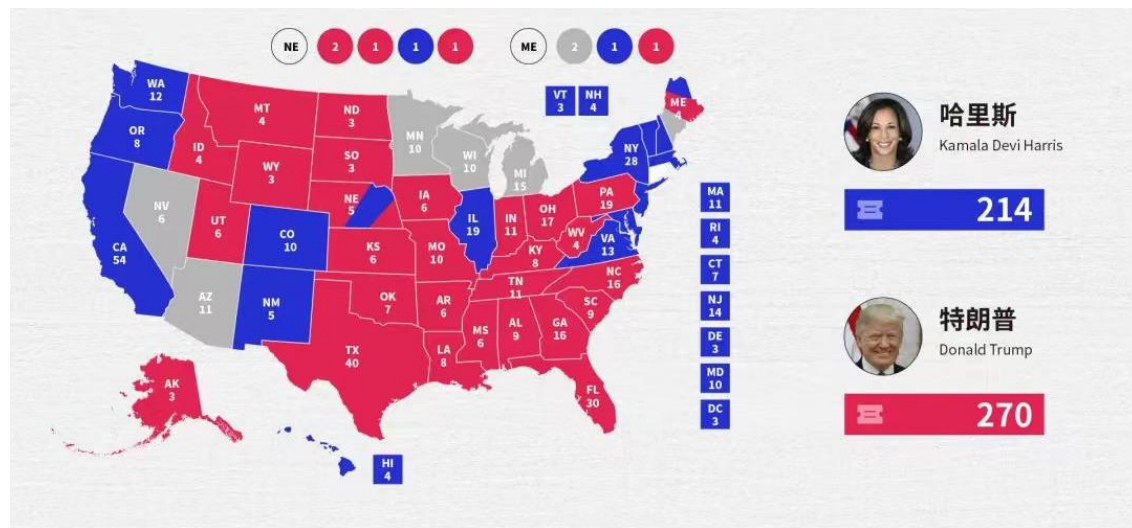 NE 2 1 1 1 ME 2 1 1
WA
12
OR
8
CA
54
NV
6
ID
4
MT
4
WY
3
UT
6
AZ
11
CO
10
NM
5
ND
3
SO
3
NE
5
KS
6
OK
7
TX
40
MN
10
IA
6
MO
10
AR
6
LA
8
WI
10
IL
19
MI
15
IN
11
OH
17
KY
8
TN
11
MS
6
AL
9
GA
16
FL
30
SC
9
NC
16
VA
13
WV
4
PA
19
NY
28
VT
3
NH
4
ME
4
MA
11
RI
4
CT
7
NJ
14
DE
3
MD
10
DC
3
AK
3
HI
4
哈里斯
Kamala Devi Harris
214
特朗普
Donald Trump
270